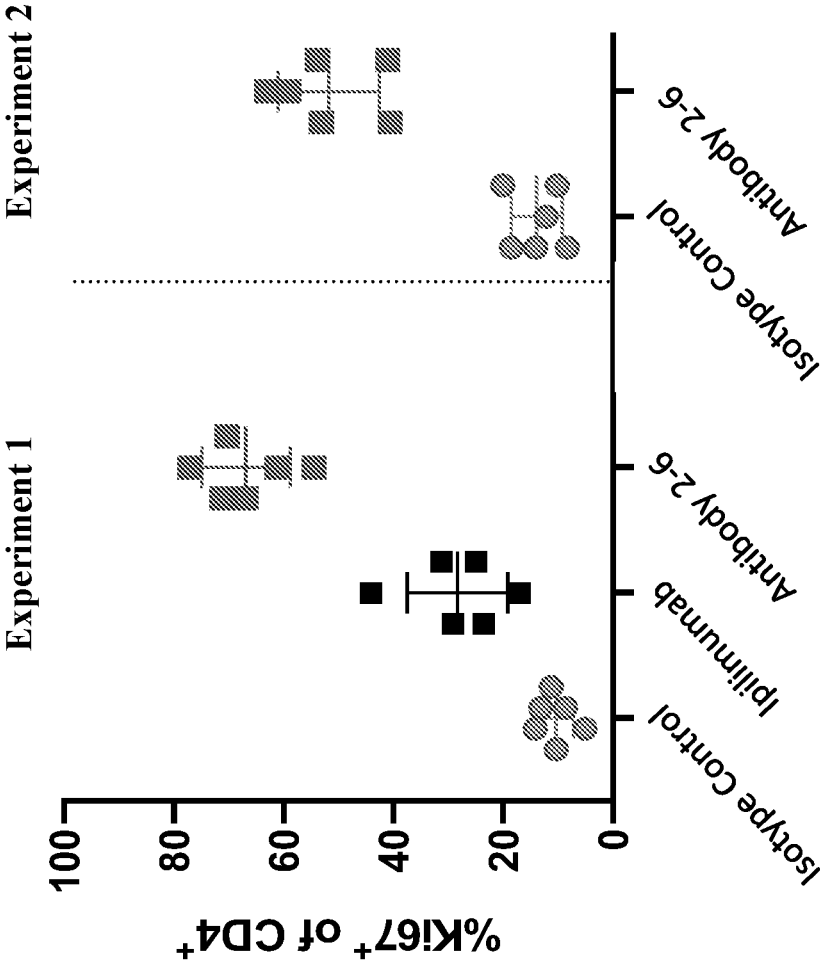 Experiment 1
Experiment 2
%Ki67⁺ of CD4⁺
100
80
60
40
20
0
Isotype Control
Ipilimumab
Antibody 2-6
Isotype Control
Antibody 2-6